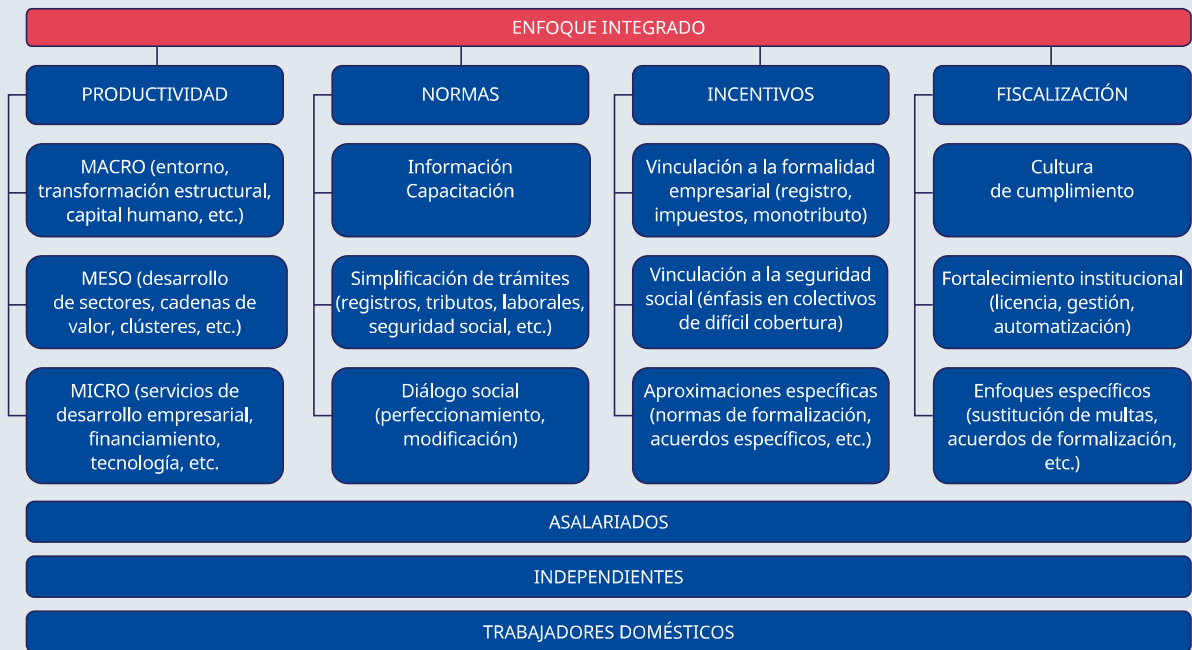 ENFOQUE INTEGRADO
PRODUCTIVIDAD
MACRO (entorno,
transformación estructural,
capital humano, etc.)
MESO (desarrollo
de sectores, cadenas de
valor, clústeres, etc.)
MICRO (servicios de
desarrollo empresarial,
financiamiento,
tecnología, etc.
NORMAS
Información
Capacitación
Simplificación de trámites
(registros, tributos, laborales,
seguridad social, etc.)
Diálogo social
(perfeccionamiento,
modificación)
INCENTIVOS
Vinculación a la formalidad
empresarial (registro,
impuestos, monotributo)
Vinculación a la seguridad
social (énfasis en colectivos
de difícil cobertura)
Aproximaciones específicas
(normas de formalización,
acuerdos específicos, etc.)
FISCALIZACIÓN
Cultura
de cumplimiento
Fortalecimiento institucional
(licencia, gestión,
automatización)
Enfoques específicos
(sustitución de multas,
acuerdos de formalización,
etc.)
ASALARIADOS
INDEPENDIENTES
TRABAJADORES DOMÉSTICOS